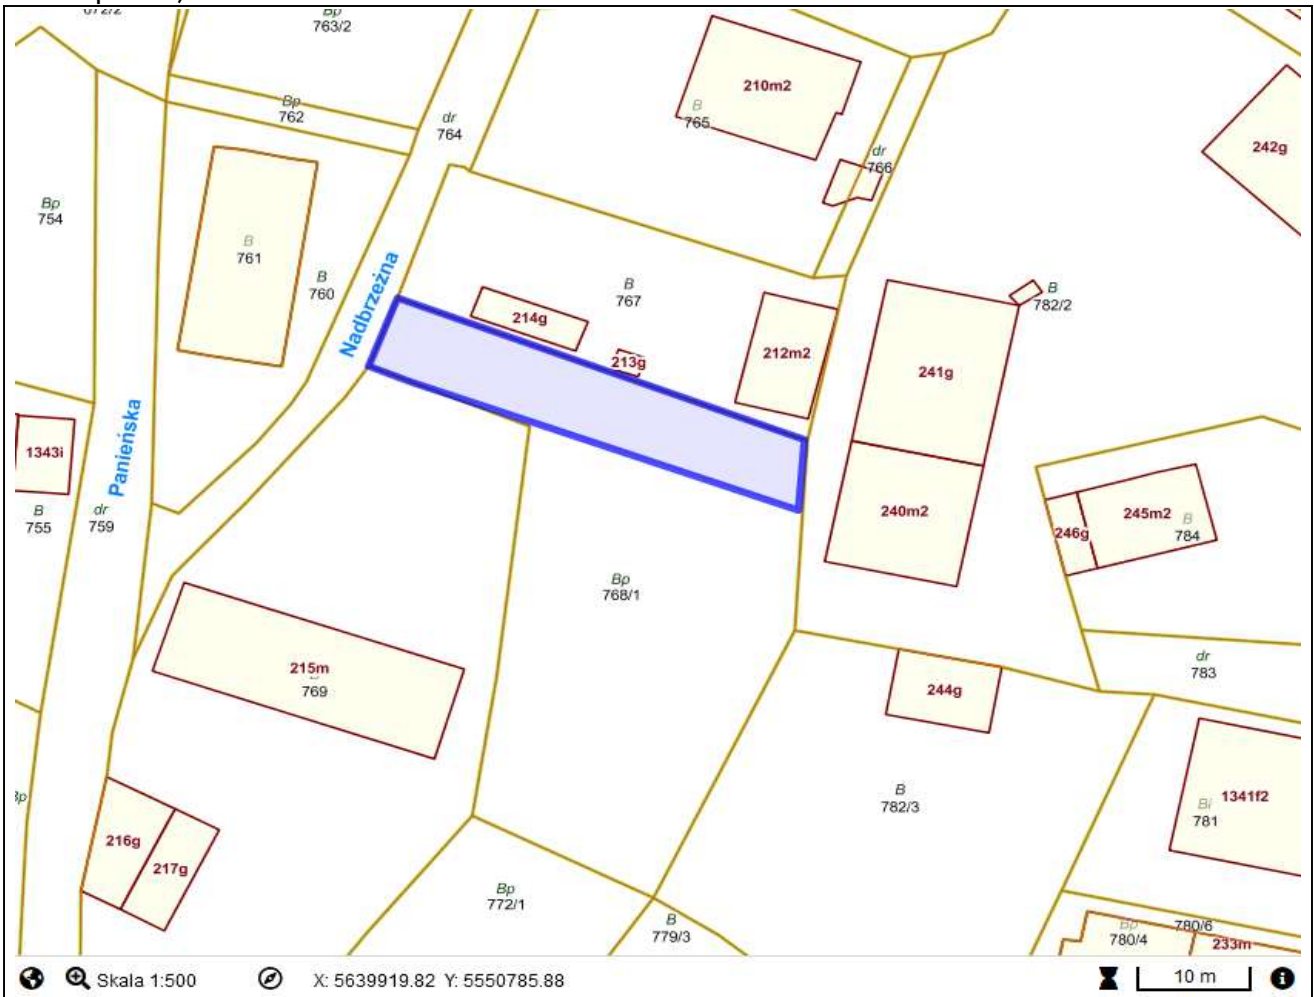 Bp
763/2
Bp
762
dr
764
210m2
B
765
dr
766
242g
Bp
754
B
761
B
760
Nadbrzeżna
B
767
B
782/2
214g
213g
212m2
241g
Panieńska
1343i
B
755
dr
759
240m2
246g
245m2
B
784
Bp
768/1
215m
769
dr
783
244g
B
782/3
Bi
781
1341f2
216g
217g
Bp
772/1
B
779/3
Bp
780/4
780/6
233m
Skala 1:500
X: 5639919.82 Y: 5550785.88
10 m